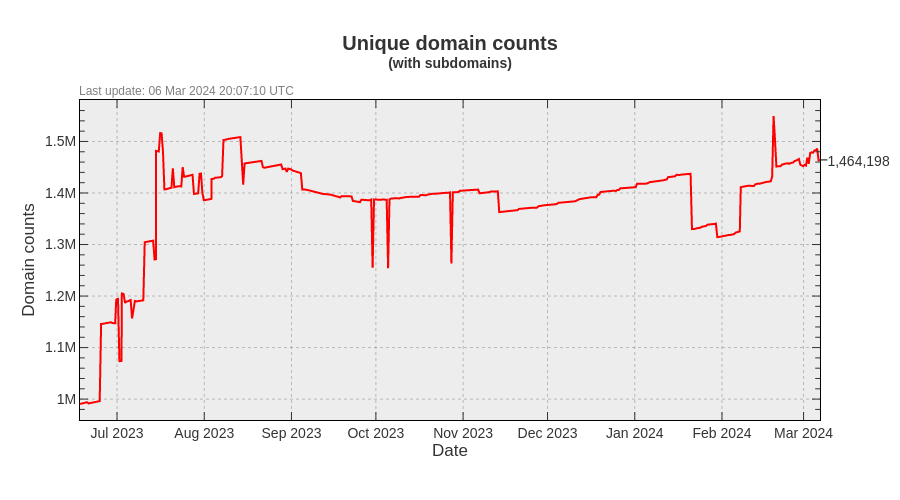 Unique domain counts
(with subdomains)
Last update: 06 Mar 2024 20:07:10 UTC
1.5M
1,464,198
1.4M
Domain counts
1.3M
1.2M
1.1M
1M
Jul 2023 Aug 2023 Sep 2023 Oct 2023 Nov 2023 Dec 2023 Jan 2024 Feb 2024 Mar 2024
Date